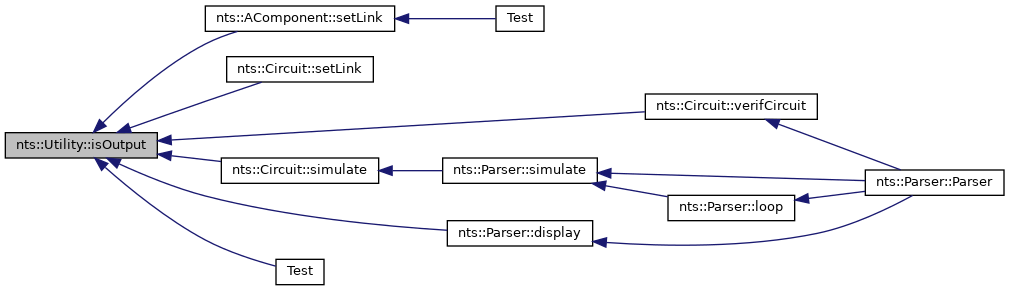 nts::AComponent::setLink
Test
nts::Circuit::setLink
nts::Circuit::verifCircuit
nts::Utility::isOutput
nts::Circuit::simulate
nts::Parser::simulate
nts::Parser::Parser
nts::Parser::loop
nts::Parser::display
Test